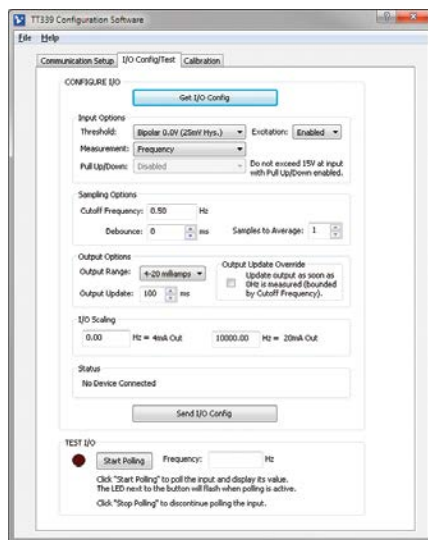 TT339 Configuration Software
File Help
Communication Setup I/O Config/Test Calibration
CONFIGURE I/O
Get I/O Config
Input Options
Threshold: Bipolar 0.0V (25mV Hys.) Excitation: Enabled
Measurement: Frequency
Pull Up/Down: Disabled Do not exceed 15V at input
with Pull Up/Down enabled.
Sampling Options
Cutoff Frequency: 0.50 Hz
Debounce: 0 ms Samples to Average: 1
Output Options
Output Range: 4-20 milliamps
Output Update: 100 ms
Output Update Override
Update output as soon as
0Hz is measured (bounded
by Cutoff Frequency).
I/O Scaling
0.00 Hz = 4mA Out 10000.00 Hz = 20mA Out
Status
No Device Connected
Send I/O Config
TEST I/O
Start Polling Frequency: Hz
Click "Start Polling" to poll the input and display its value.
The LED next to the button will flash when polling is active.
Click "Stop Polling" to discontinue polling the input.